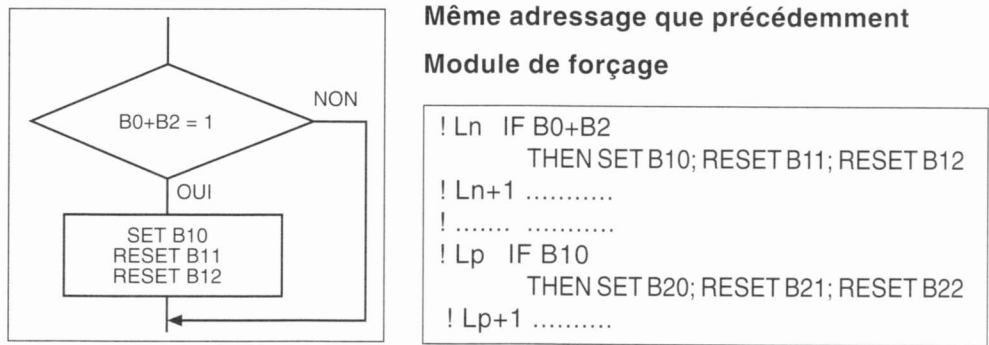 Même adressage que précédemment
Module de forçage
B0+B2 = 1
NON
OUI
SET B10
RESET B11
RESET B12
! Ln IF B0+B2
THEN SET B10; RESET B11; RESET B12
! Ln+1 ...........
! ....... ...........
! Lp IF B10
THEN SET B20; RESET B21; RESET B22
! Lp+1 ..........